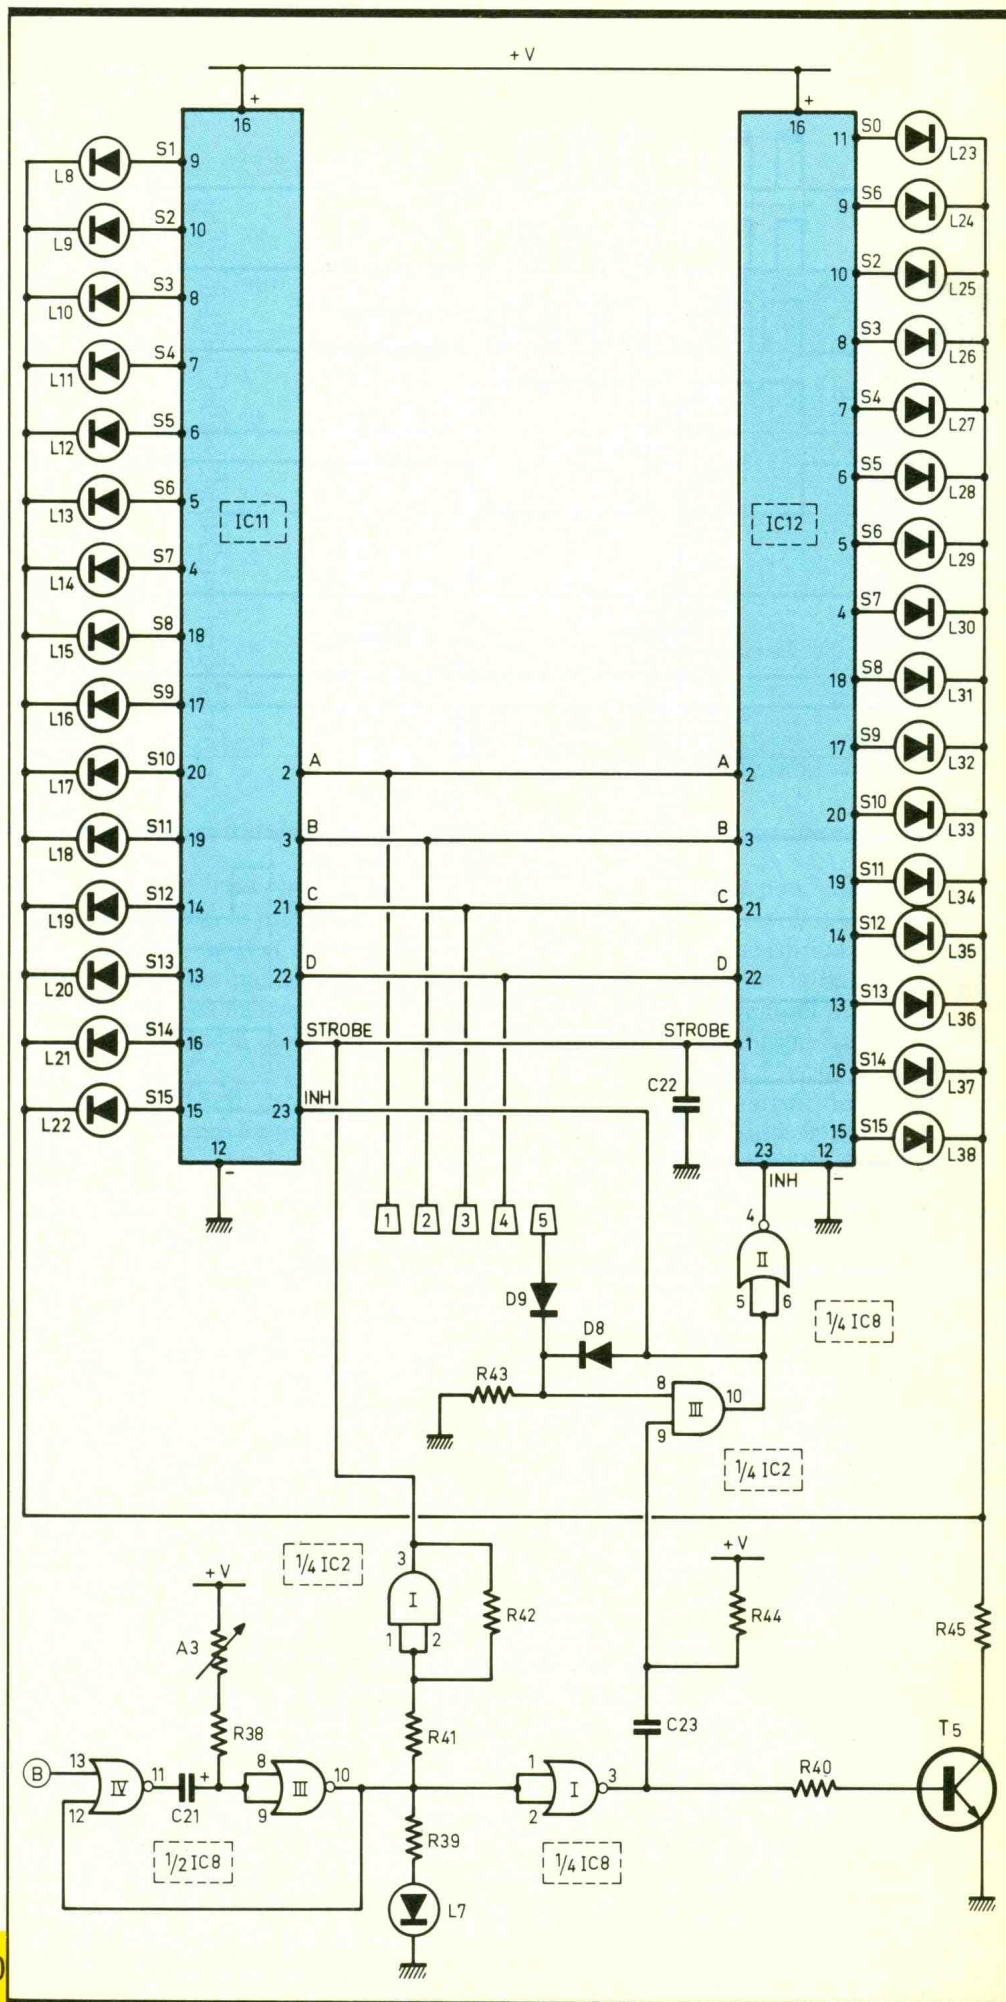 + V
+
16
+
16
S1
9
L8
S2
10
L9
S3
8
L10
S4
7
L11
S5
6
L12
S6
5
L13
S7
4
L14
S8
18
L15
S9
17
L16
S10
20
L17
S11
19
L18
S12
14
L19
S13
13
L20
S14
16
L21
S15
15
L22
IC11
12
-
2
A
3
B
21
C
22
D
1
STROBE
23
INH
A
2
B
3
C
21
D
22
STROBE
1
C22
IC12
11
S0
L23
9
S6
L24
10
S2
L25
8
S3
L26
7
S4
L27
6
S5
L28
5
S6
L29
4
S7
L30
18
S8
L31
17
S9
L32
20
S10
L33
19
S11
L34
14
S12
L35
13
S13
L36
16
S14
L37
15
S15
L38
23
INH
12
-
1
2
3
4
5
4
II
5
6
1/4 IC8
D9
D8
R43
8
III
10
9
1/4 IC2
1/4 IC2
3
I
1
2
R42
+ V
R44
R45
+ V
A3
R38
R41
C23
T5
B
13
IV
11
12
C21
+
8
III
10
9
1/2 IC8
R39
L7
1
I
3
2
1/4 IC8
R40